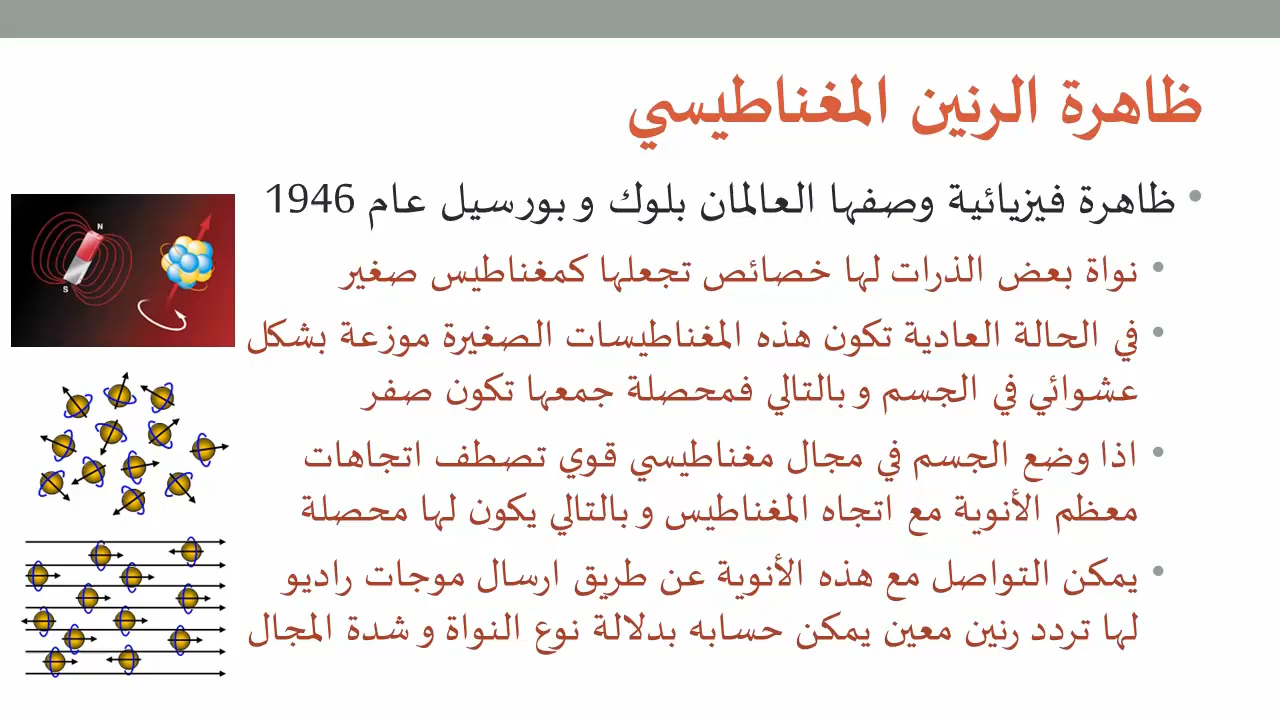 ظاهرة الرنين المغناطيسي
• ظاهرة فيزيائية وصفها العالمان بلوك و بورسيل عام 1946
• نواة بعض الذرات لها خصائص تجعلها كمغناطيس صغير
• في الحالة العادية تكون هذه المغناطيسات الصغيرة موزعة بشكل
عشوائي في الجسم و بالتالي فمحصلة جمعها تكون صفر
• اذا وضع الجسم في مجال مغناطيسي قوي تصطف اتجاهات
معظم الأنوية مع اتجاه المغناطيس و بالتالي يكون لها محصلة
• يمكن التواصل مع هذه الأنوية عن طريق ارسال موجات راديو
لها تردد رنين معين يمكن حسابه بدلالة نوع النواة و شدة المجال
N
S